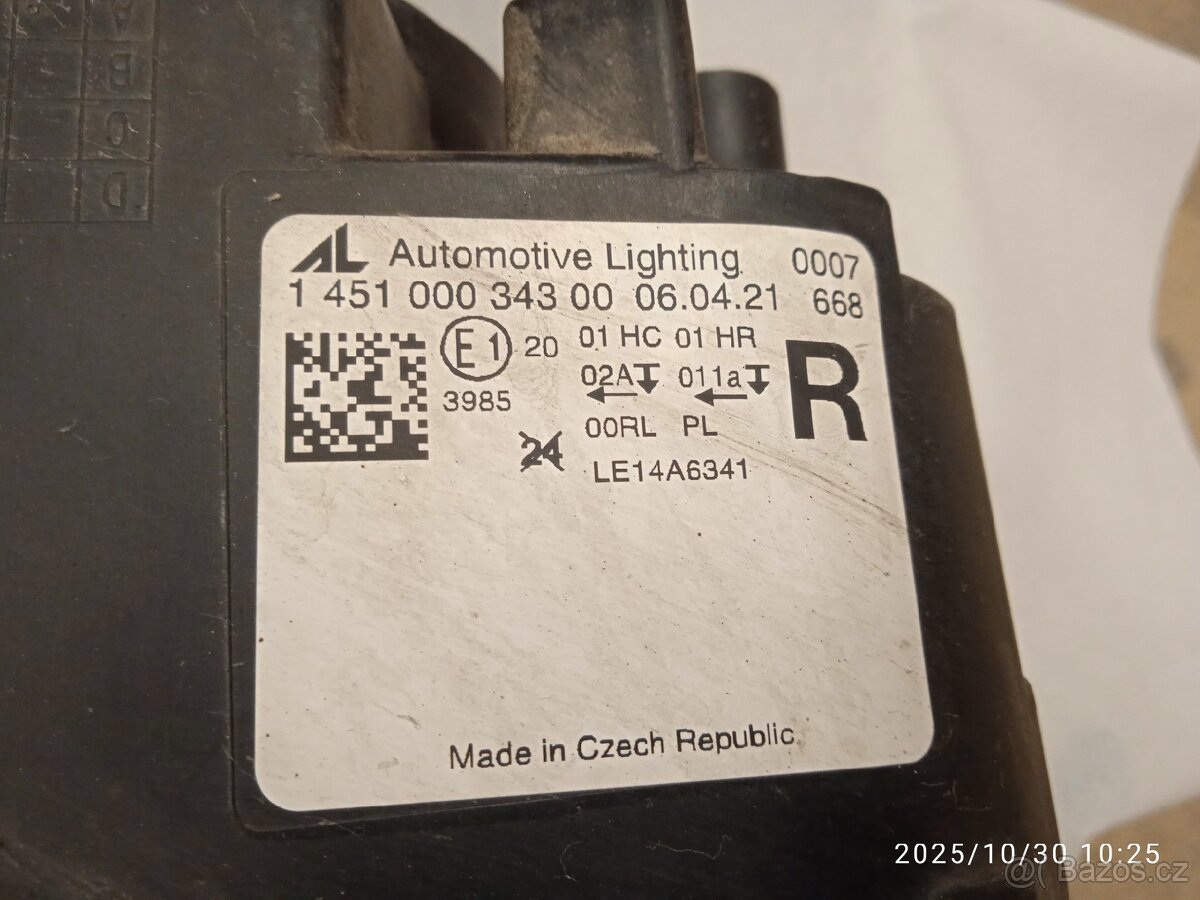 A
B
C
D
AL Automotive Lighting 0007
1 451 000 343 00 06.04.21 668
E1 20 01 HC 01 HR
3985 02A 011a R
24 00RL PL
LE14A6341
Made in Czech Republic
2025/10/30 10:25
@( Bazoš.cz